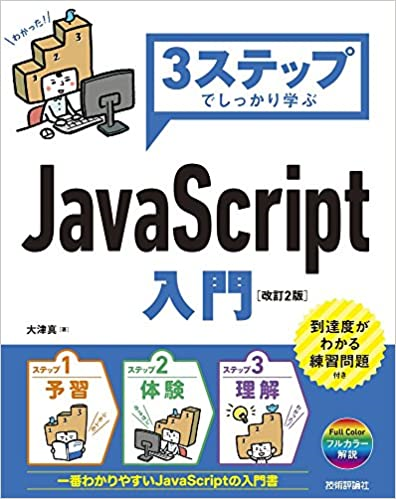 わかった!
1
2
3
3ステップ
でしっかり学ぶ
JavaScript
入門
[改訂2版]
大津真[著]
到達度が
わかる
練習問題
付き
ステップ1
予習
ステップ2
体験
ステップ3
理解
Full Color
フルカラー
解説
一番わかりやすいJavaScriptの入門書
技術評論社